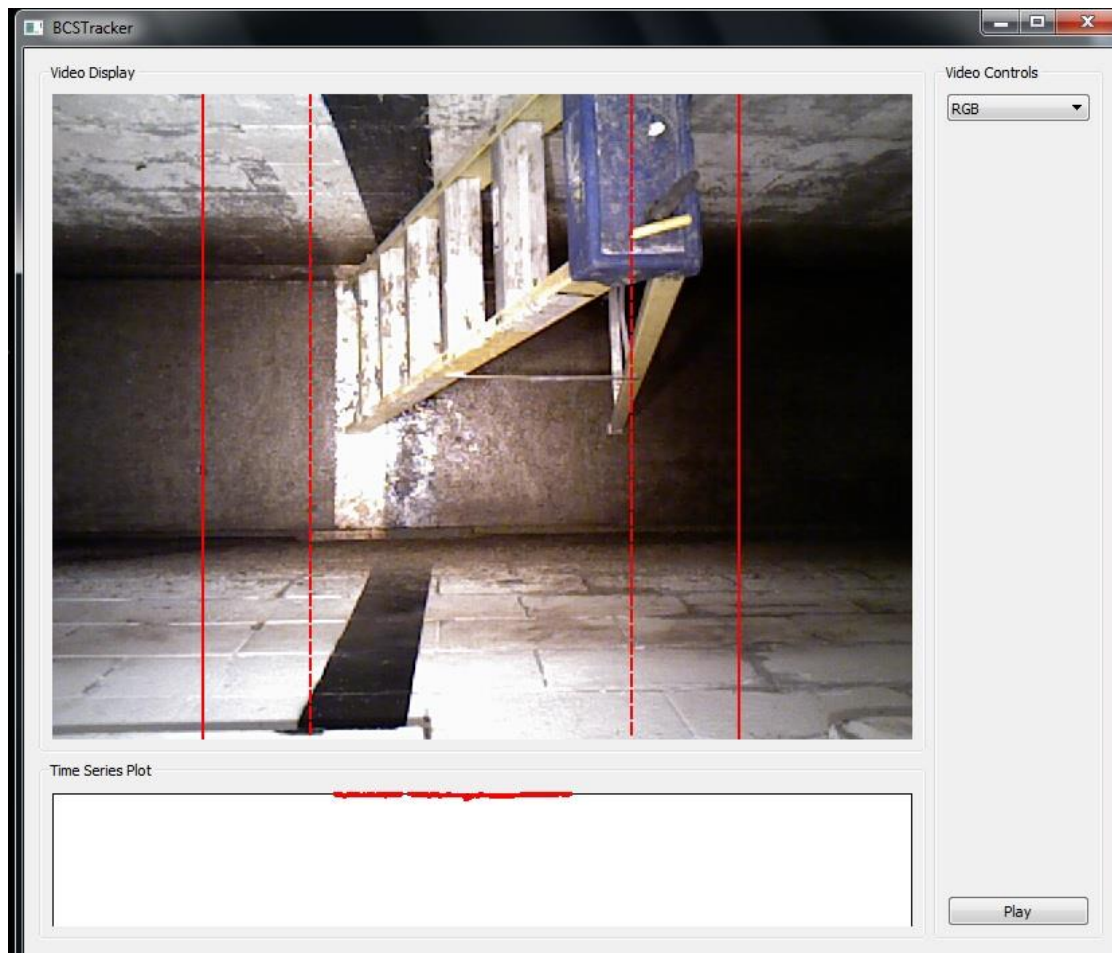 BCSTracker
Video Display
Video Controls
RGB
Time Series Plot
Play